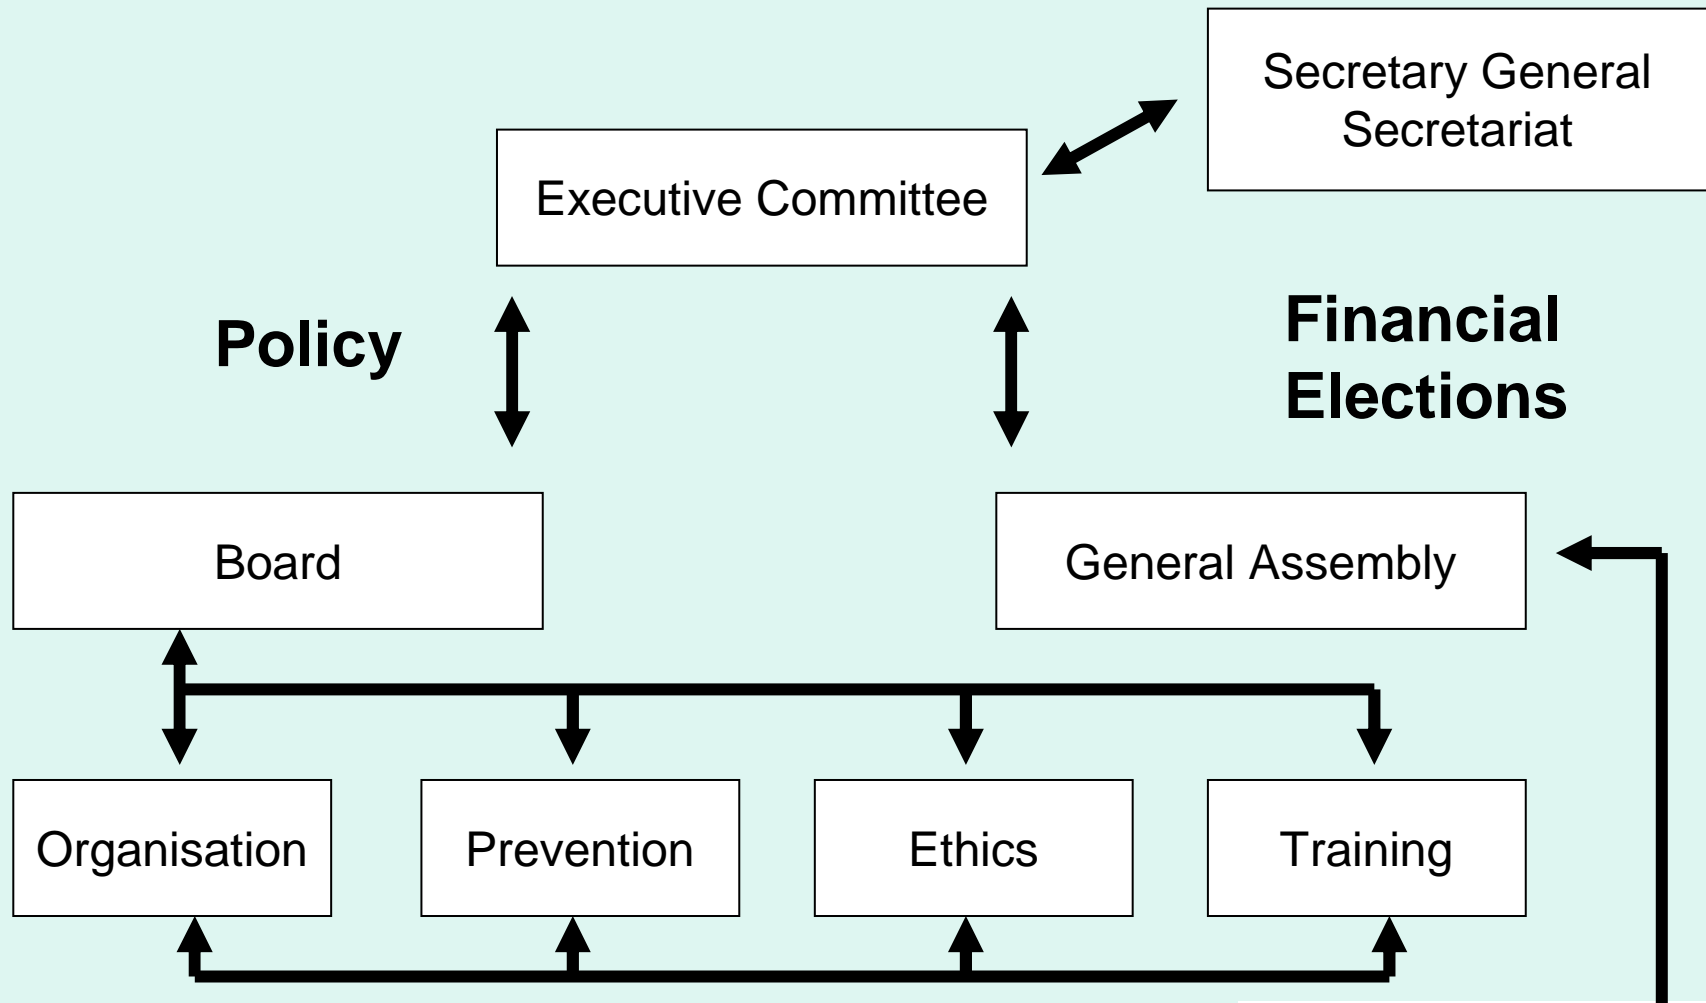 Secretary General
Secretariat
Executive Committee
Policy
Financial
Elections
Board
General Assembly
Organisation
Prevention
Ethics
Training